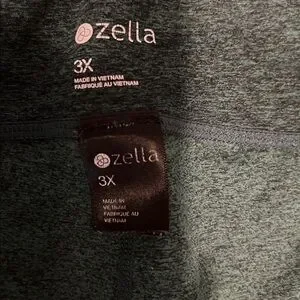 zella
3X
MADE IN VIETNAM
FABRIQUÉ AU VIETNAM
zella
3X
MADE IN
VIETNAM
FABRIQUÉ AU
VIETNAM